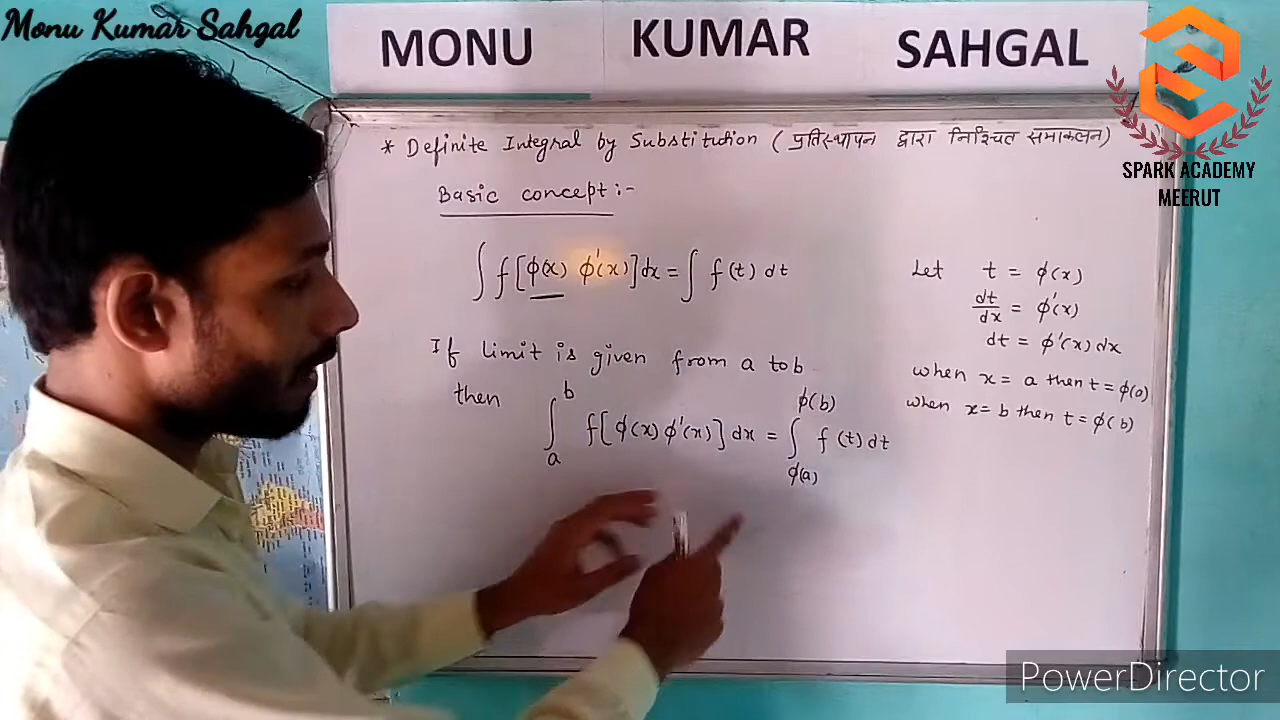 Monu Kumar Sahgal
MONU KUMAR SAHGAL
SPARK ACADEMY
MEERUT
* Definite Integral by Substitution ( प्रतिस्थापन द्वारा निश्चित समाकलन)
Basic concept:-
∫ f[φ(x) φ'(x)]dx = ∫ f(t) dt
If limit is given from a to b
then ∫ₐᵇ f[φ(x) φ'(x)] dx = ∫ f(t) dt
φ(b)
φ(a)
Let t = φ(x)
dt/dx = φ'(x)
dt = φ'(x) dx
when x = a then t = φ(a)
when x = b then t = φ(b)
PowerDirector